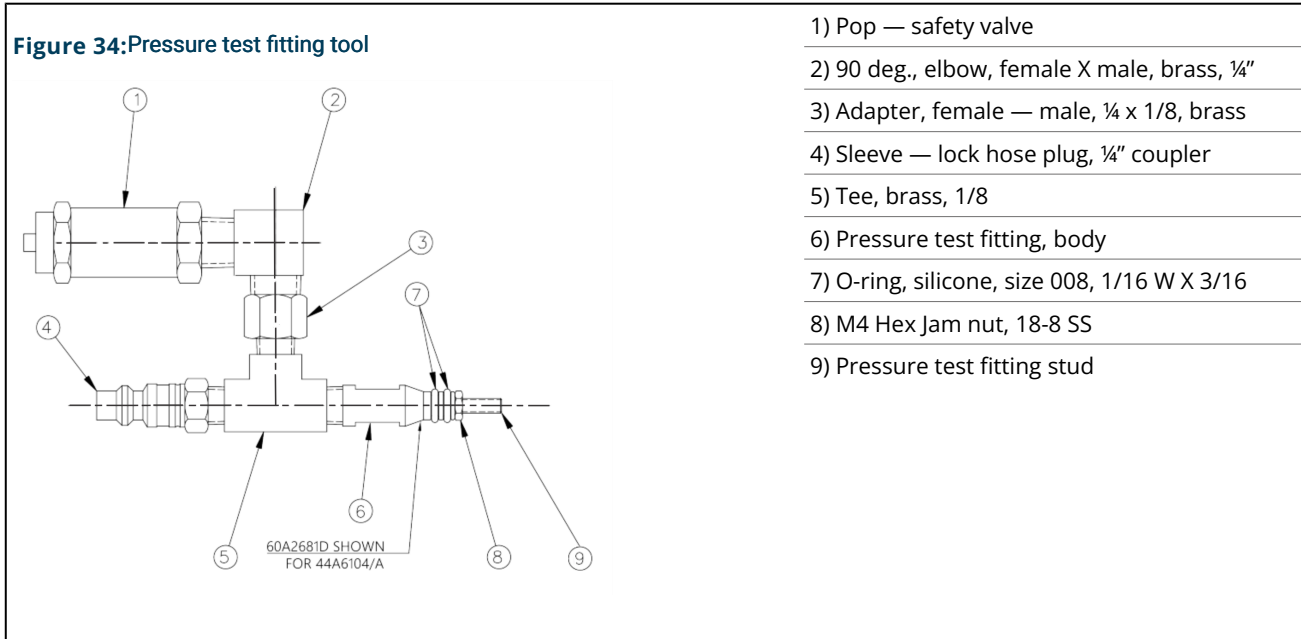 Figure 34:Pressure test fitting tool
1
2
3
7
4
6
60A2681D SHOWN
FOR 44A6104/A
5
8
9
1) Pop — safety valve
2) 90 deg., elbow, female X male, brass, ¼”
3) Adapter, female — male, ¼ x 1/8, brass
4) Sleeve — lock hose plug, ¼” coupler
5) Tee, brass, 1/8
6) Pressure test fitting, body
7) O-ring, silicone, size 008, 1/16 W X 3/16
8) M4 Hex Jam nut, 18-8 SS
9) Pressure test fitting stud